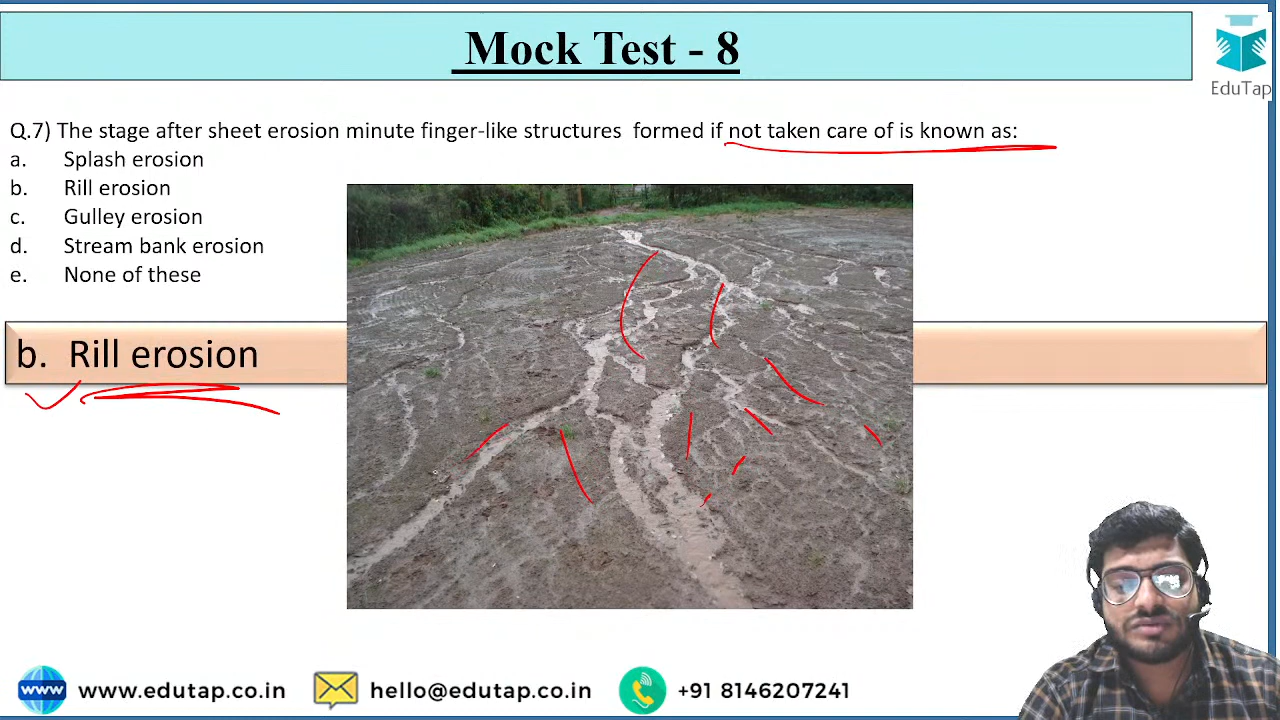 Mock Test - 8
EduTap
Q.7) The stage after sheet erosion minute finger-like structures formed if not taken care of is known as:
a. Splash erosion
b. Rill erosion
c. Gulley erosion
d. Stream bank erosion
e. None of these
b. Rill erosion
www www.edutap.co.in hello@edutap.co.in +91 8146207241